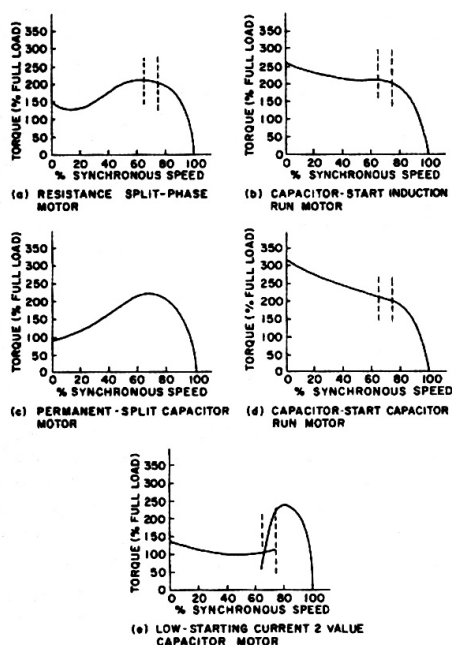 TORQUE (% FULL LOAD)
350
300
250
200
150
100
50
0
0 20 40 60 80 100
% SYNCHRONOUS SPEED
(a) RESISTANCE SPLIT-PHASE
MOTOR
TORQUE (% FULL LOAD)
350
300
250
200
150
100
50
0
0 20 40 60 80 100
% SYNCHRONOUS SPEED
(b) CAPACITOR-START INDUCTION
RUN MOTOR
TORQUE (% FULL LOAD)
350
300
250
200
150
100
50
0
0 20 40 60 80 100
% SYNCHRONOUS SPEED
(c) PERMANENT-SPLIT CAPACITOR
MOTOR
TORQUE (% FULL LOAD)
350
300
250
200
150
100
50
0
0 20 40 60 80 100
% SYNCHRONOUS SPEED
(d) CAPACITOR-START CAPACITOR
RUN MOTOR
TORQUE (% FULL LOAD)
350
300
250
200
150
100
50
0
0 20 40 60 80 100
% SYNCHRONOUS SPEED
(e) LOW-STARTING CURRENT 2 VALUE
CAPACITOR MOTOR